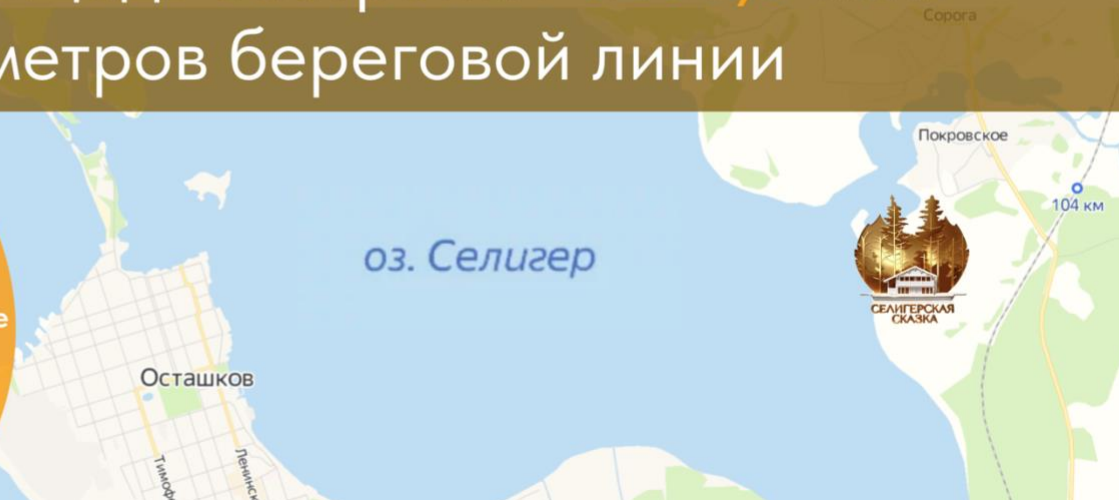 метров береговой линии
Сорога
Покровское
104 км
оз. Селигер
СЕЛИГЕРСКАЯ
СКАЗКА
Осташков